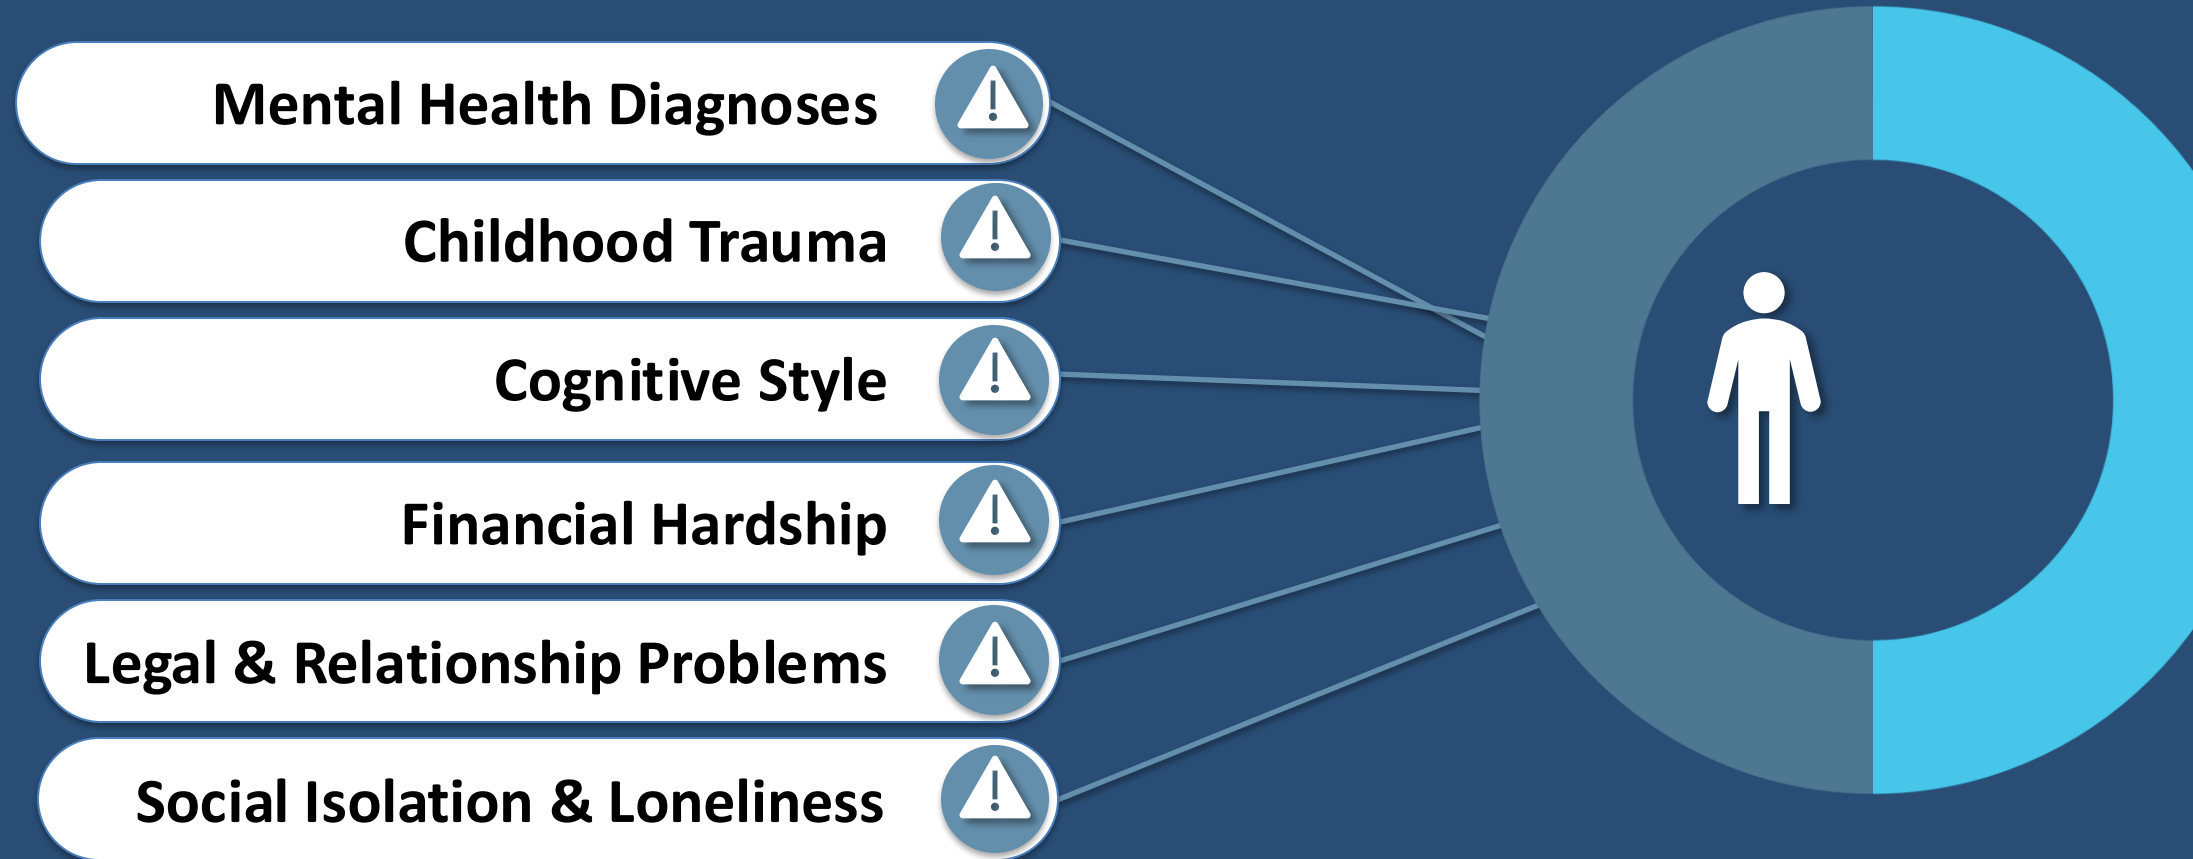 Mental Health Diagnoses
Childhood Trauma
Cognitive Style
Financial Hardship
Legal & Relationship Problems
Social Isolation & Loneliness